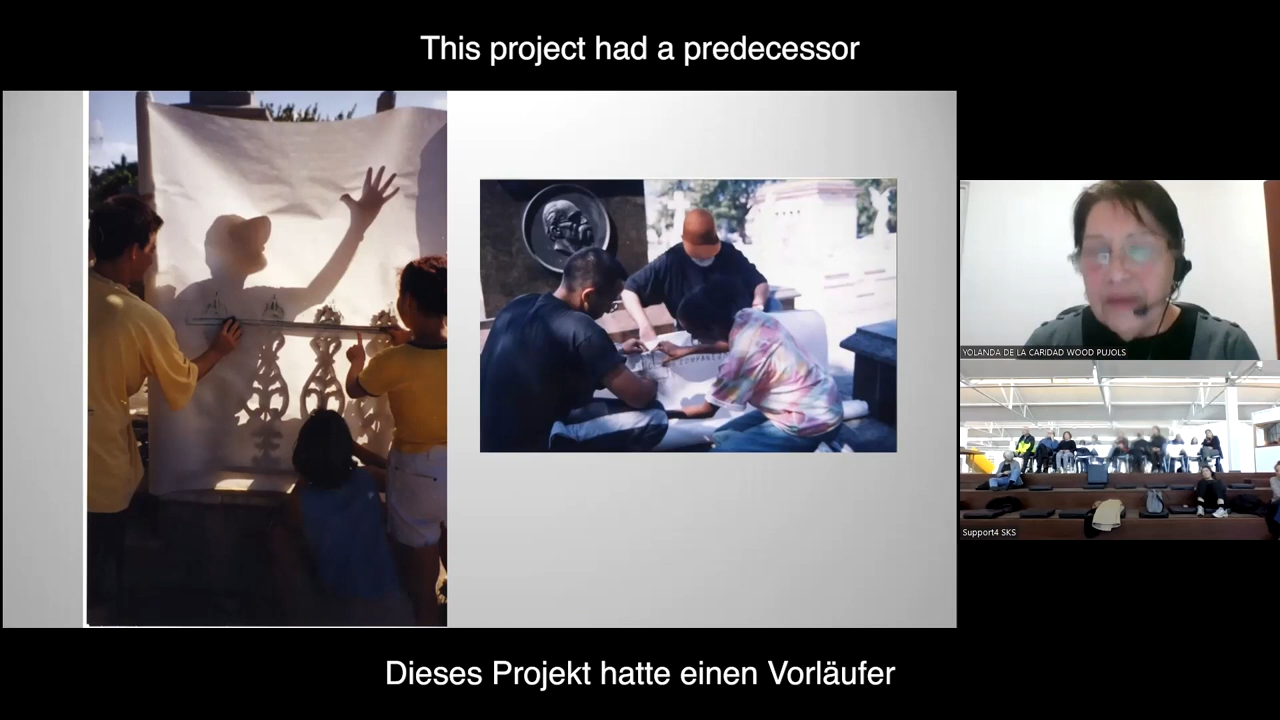 This project had a predecessor
YOLANDA DE LA CARIDAD WOOD PUJOLS
Support4 SKS
Dieses Projekt hatte einen Vorläufer